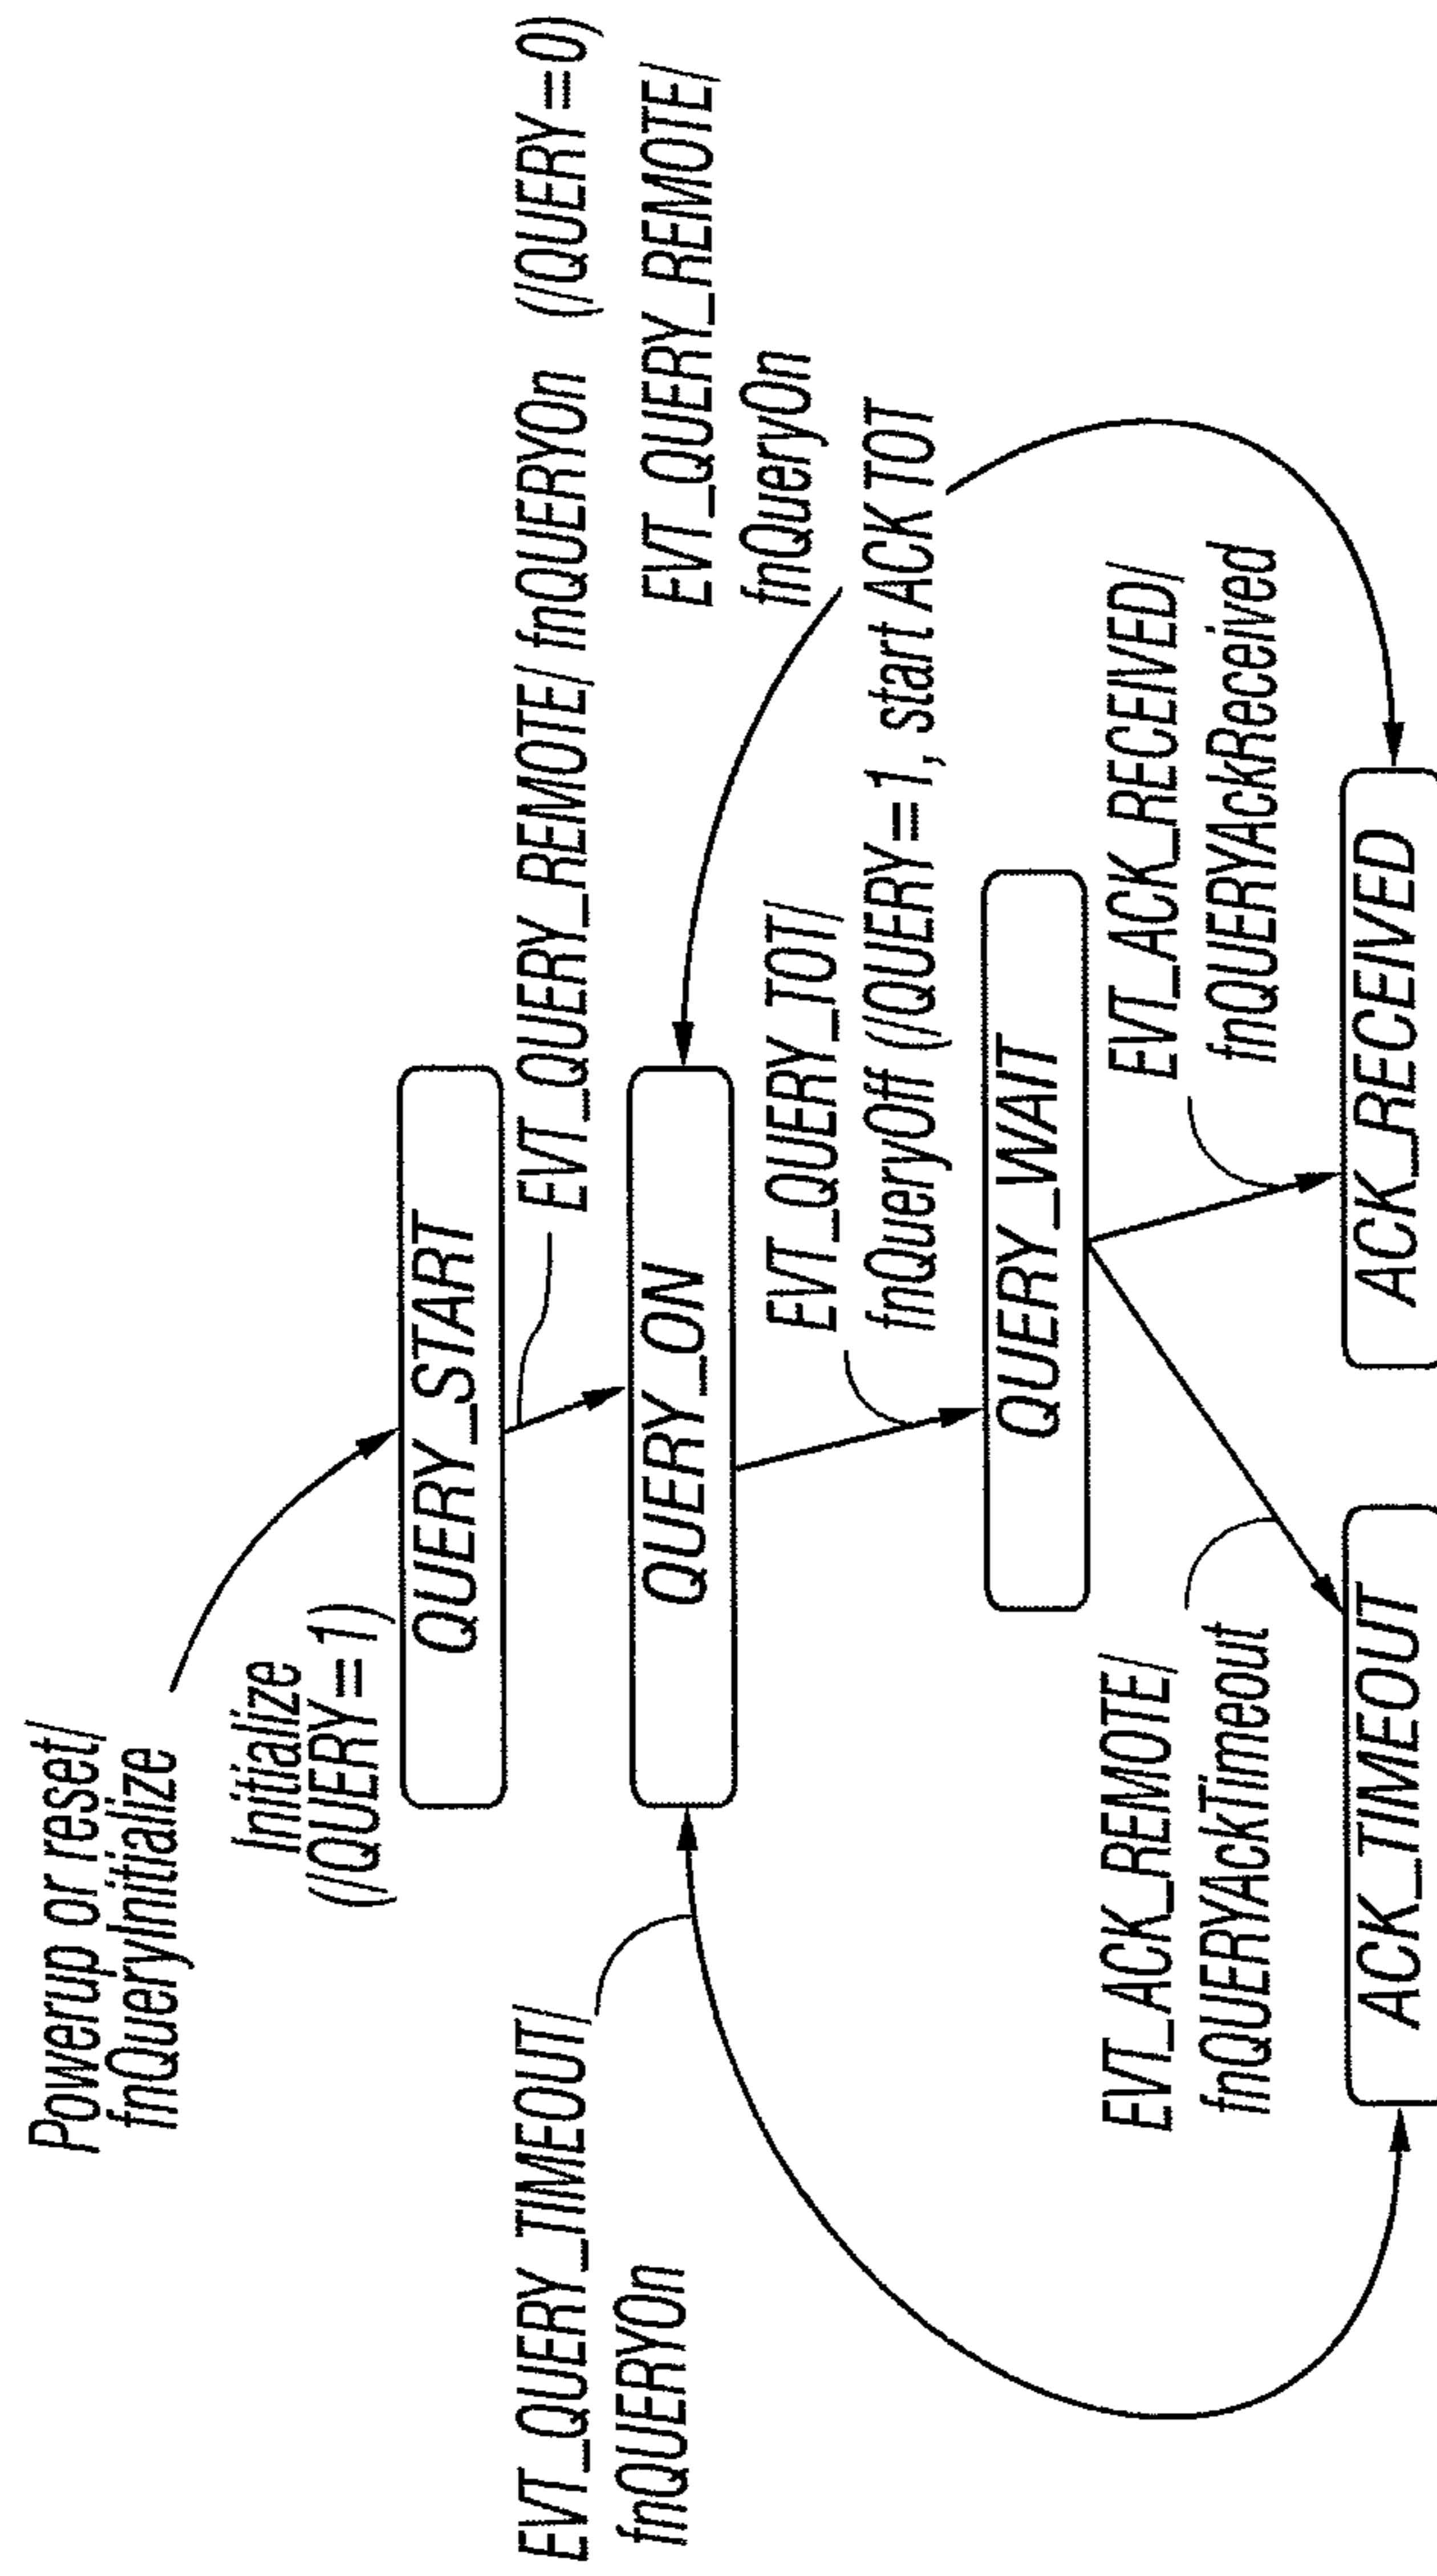 Powerup or reset/
fnQueryInitialize
Initialize
(/QUERY=1)
QUERY_START
EVT_QUERY_REMOTE/ fnQUERYOn (/QUERY=0)
EVT_QUERY_TIMEOUT/
fnQUERYOn
QUERY_ON
EVT_QUERY_REMOTE/
fnQueryOn
EVT_QUERY_TOT/
fnQueryOff (/QUERY=1, start ACK TOT
QUERY_WAIT
EVT_ACK_REMOTE/
fnQUERYAckTimeout
EVT_ACK_RECEIVED/
fnQUERYAckReceived
ACK_TIMEOUT
ACK_RECEIVED